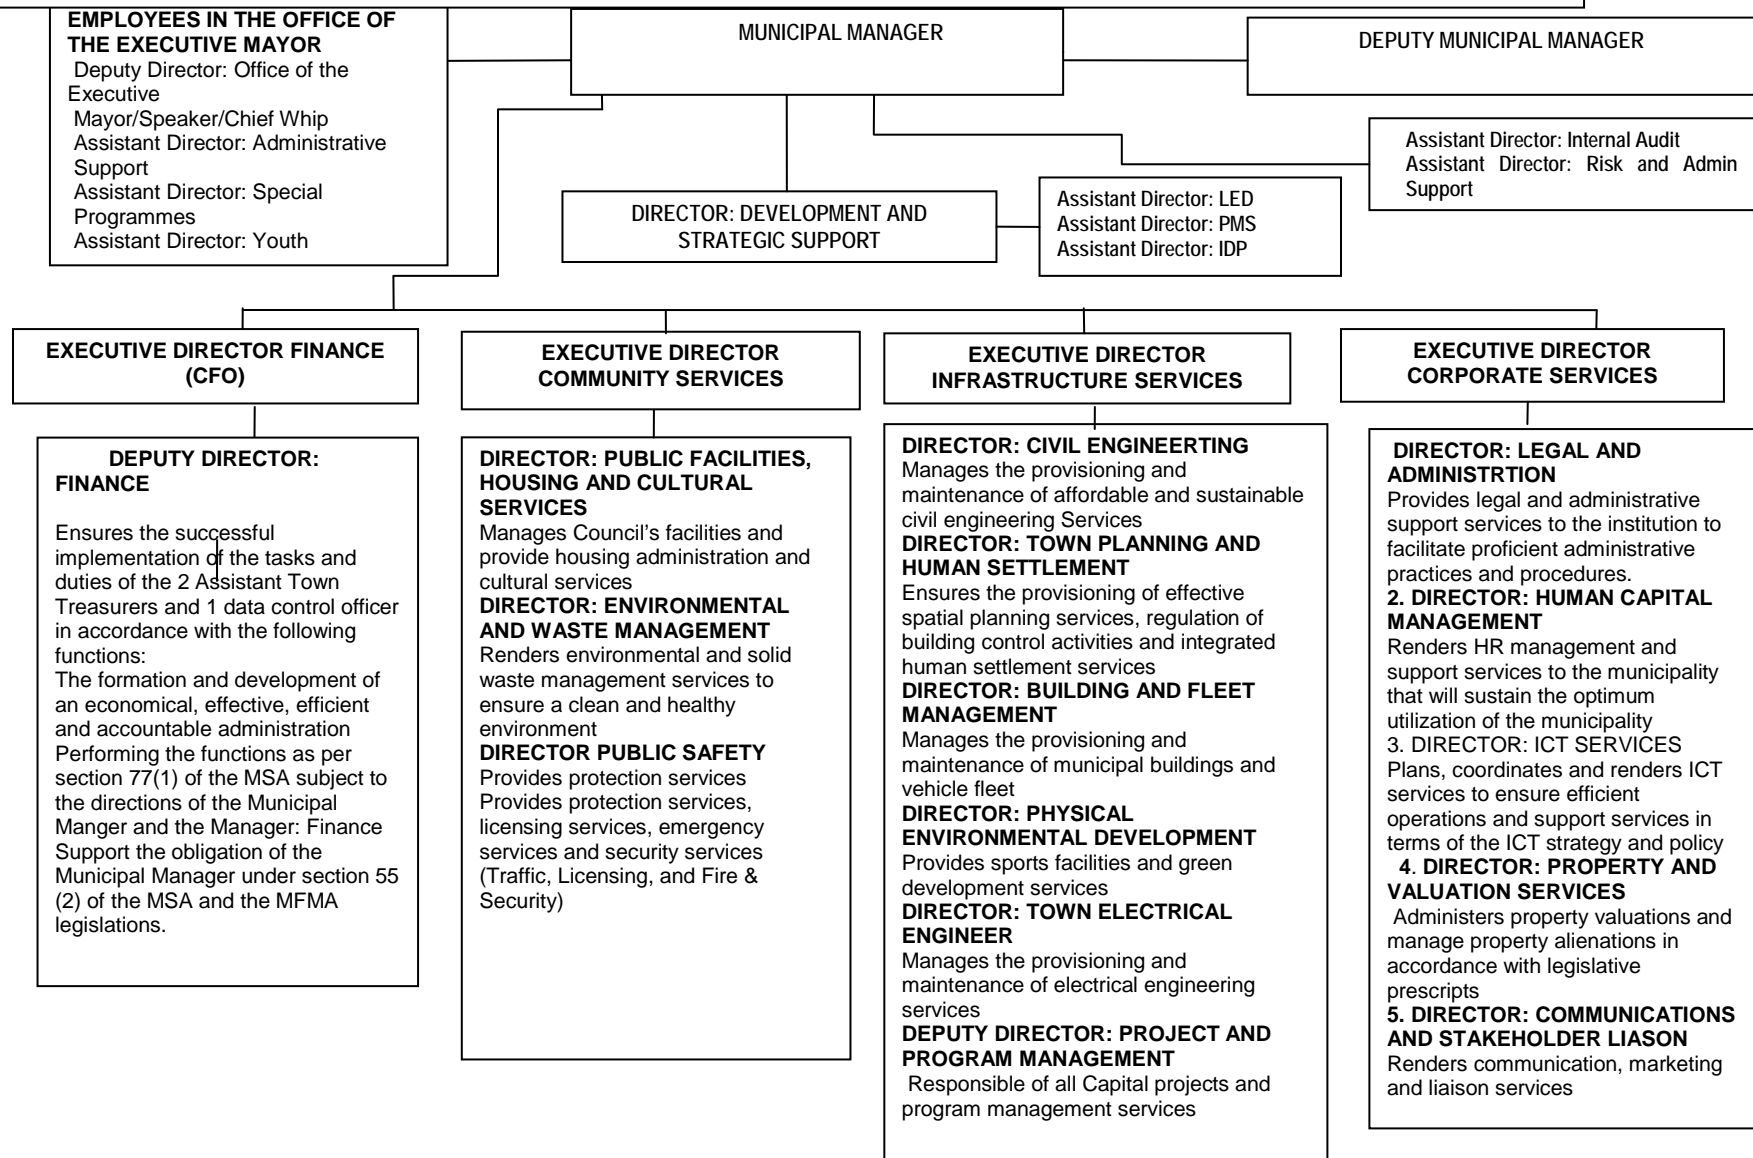 EMPLOYEES IN THE OFFICE OF
THE EXECUTIVE MAYOR
Deputy Director: Office of the
Executive
Mayor/Speaker/Chief Whip
Assistant Director: Administrative
Support
Assistant Director: Special
Programmes
Assistant Director: Youth
MUNICIPAL MANAGER
DEPUTY MUNICIPAL MANAGER
Assistant Director: Internal Audit
Assistant Director: Risk and Admin
Support
DIRECTOR: DEVELOPMENT AND
STRATEGIC SUPPORT
Assistant Director: LED
Assistant Director: PMS
Assistant Director: IDP
EXECUTIVE DIRECTOR FINANCE
(CFO)
EXECUTIVE DIRECTOR
COMMUNITY SERVICES
EXECUTIVE DIRECTOR
INFRASTRUCTURE SERVICES
EXECUTIVE DIRECTOR
CORPORATE SERVICES
DEPUTY DIRECTOR:
FINANCE
Ensures the successful
implementation of the tasks and
duties of the 2 Assistant Town
Treasurers and 1 data control officer
in accordance with the following
functions:
The formation and development of
an economical, effective, efficient
and accountable administration
Performing the functions as per
section 77(1) of the MSA subject to
the directions of the Municipal
Manger and the Manager: Finance
Support the obligation of the
Municipal Manager under section 55
(2) of the MSA and the MFMA
legislations.
DIRECTOR: PUBLIC FACILITIES,
HOUSING AND CULTURAL
SERVICES
Manages Council’s facilities and
provide housing administration and
cultural services
DIRECTOR: ENVIRONMENTAL
AND WASTE MANAGEMENT
Renders environmental and solid
waste management services to
ensure a clean and healthy
environment
DIRECTOR PUBLIC SAFETY
Provides protection services
Provides protection services,
licensing services, emergency
services and security services
(Traffic, Licensing, and Fire &
Security)
DIRECTOR: CIVIL ENGINEERTING
Manages the provisioning and
maintenance of affordable and sustainable
civil engineering Services
DIRECTOR: TOWN PLANNING AND
HUMAN SETTLEMENT
Ensures the provisioning of effective
spatial planning services, regulation of
building control activities and integrated
human settlement services
DIRECTOR: BUILDING AND FLEET
MANAGEMENT
Manages the provisioning and
maintenance of municipal buildings and
vehicle fleet
DIRECTOR: PHYSICAL
ENVIRONMENTAL DEVELOPMENT
Provides sports facilities and green
development services
DIRECTOR: TOWN ELECTRICAL
ENGINEER
Manages the provisioning and
maintenance of electrical engineering
services
DEPUTY DIRECTOR: PROJECT AND
PROGRAM MANAGEMENT
Responsible of all Capital projects and
program management services
DIRECTOR: LEGAL AND
ADMINISTRTION
Provides legal and administrative
support services to the institution to
facilitate proficient administrative
practices and procedures.
2. DIRECTOR: HUMAN CAPITAL
MANAGEMENT
Renders HR management and
support services to the municipality
that will sustain the optimum
utilization of the municipality
3. DIRECTOR: ICT SERVICES
Plans, coordinates and renders ICT
services to ensure efficient
operations and support services in
terms of the ICT strategy and policy
4. DIRECTOR: PROPERTY AND
VALUATION SERVICES
Administers property valuations and
manage property alienations in
accordance with legislative
prescripts
5. DIRECTOR: COMMUNICATIONS
AND STAKEHOLDER LIASON
Renders communication, marketing
and liaison services